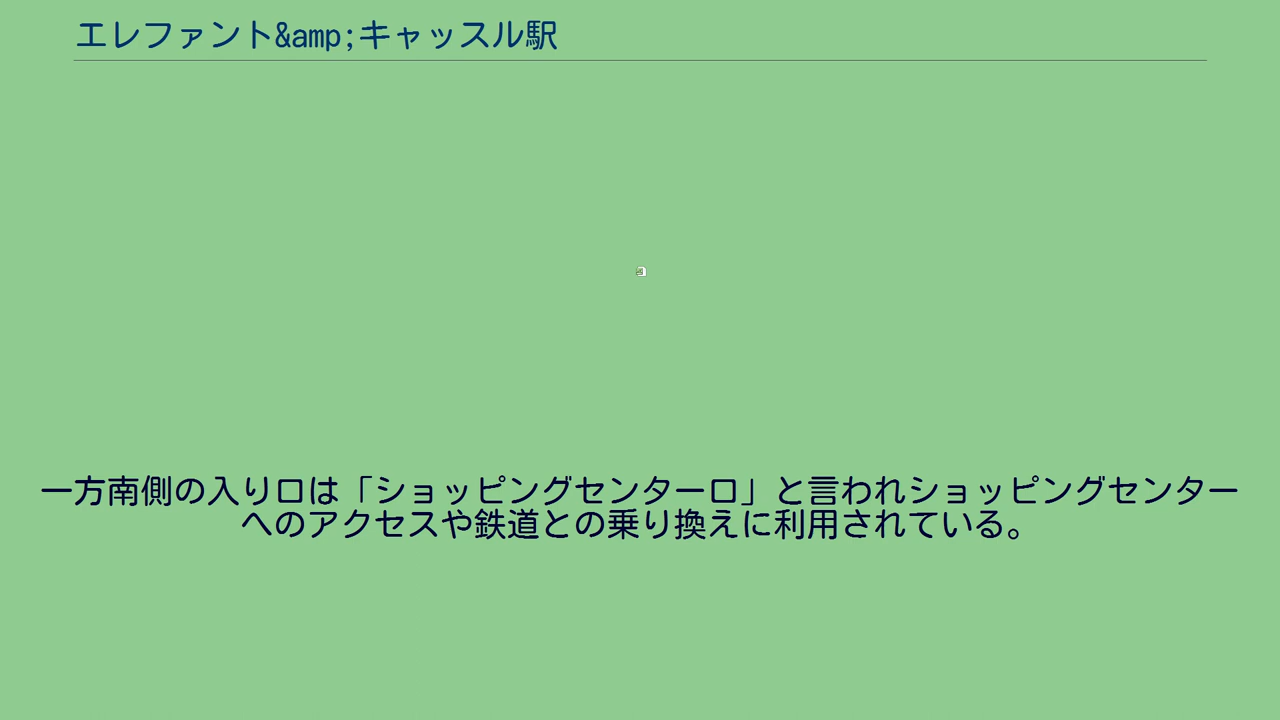 エレファント&amp;キャッスル駅
一方南側の入り口は「ショッピングセンター口」と言われショッピングセンター
へのアクセスや鉄道との乗り換えに利用されている。